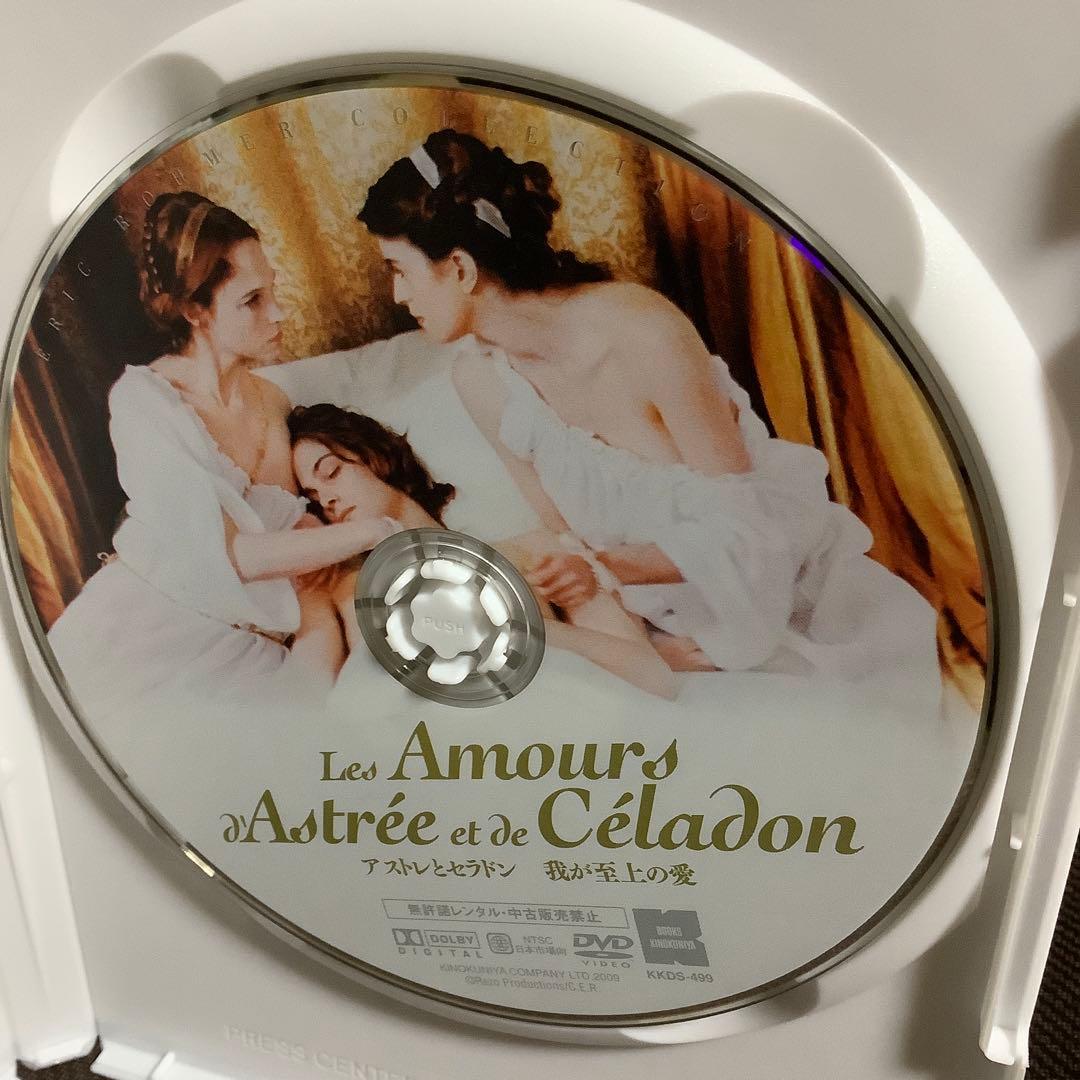 ERIC ROHMER COLLECTION
PUSH
Les Amours
d'Astrée et de Céladon
アストレとセラドン 我が至上の愛
無許諾レンタル・中古販売禁止
DOLBY
DIGITAL
NTSC
日本市場向
2
DVD
VIDEO
BOOKS
KINOKUNIYA
KKDS-499
KINOKUNIYA COMPANY LTD 2009
©Rezo Productions/C.E.R
PRESS CENTER